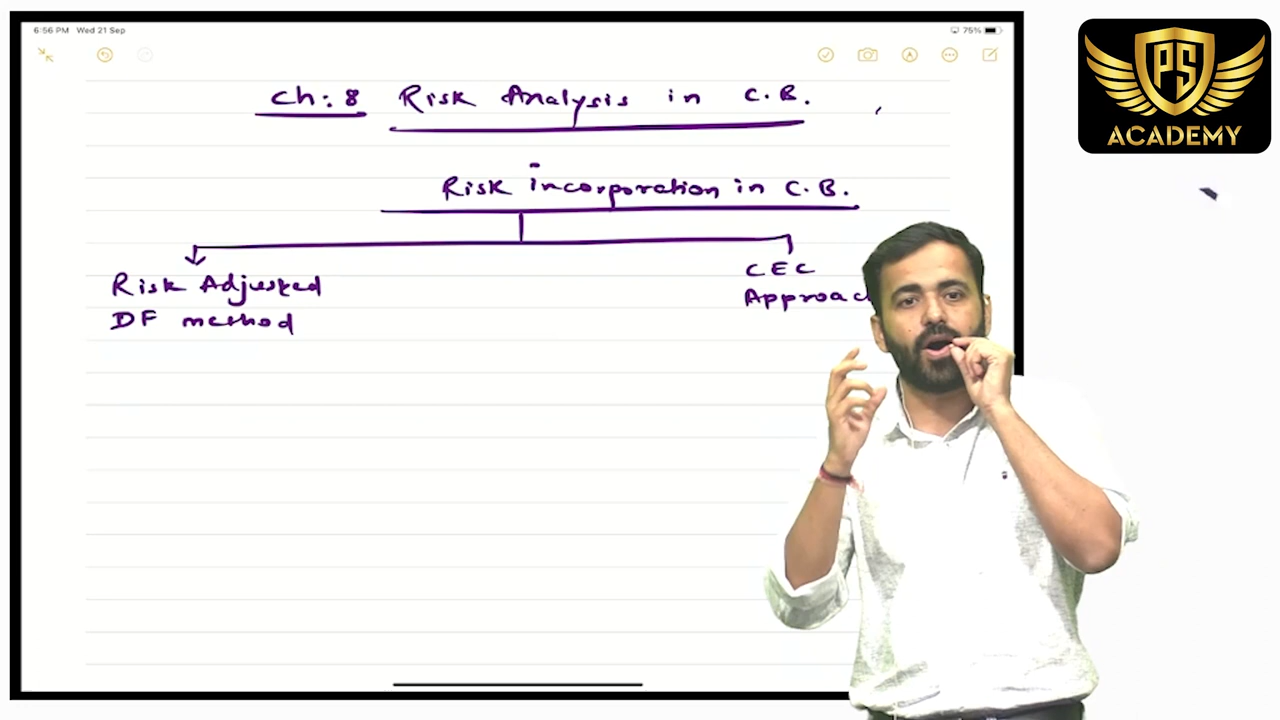 6:56 PM Wed 21 Sep
75%
PS
ACADEMY
Ch: 8 Risk Analysis in C.B.
Risk incorporation in C.B.
Risk Adjusted
DF method
CEC
Approac